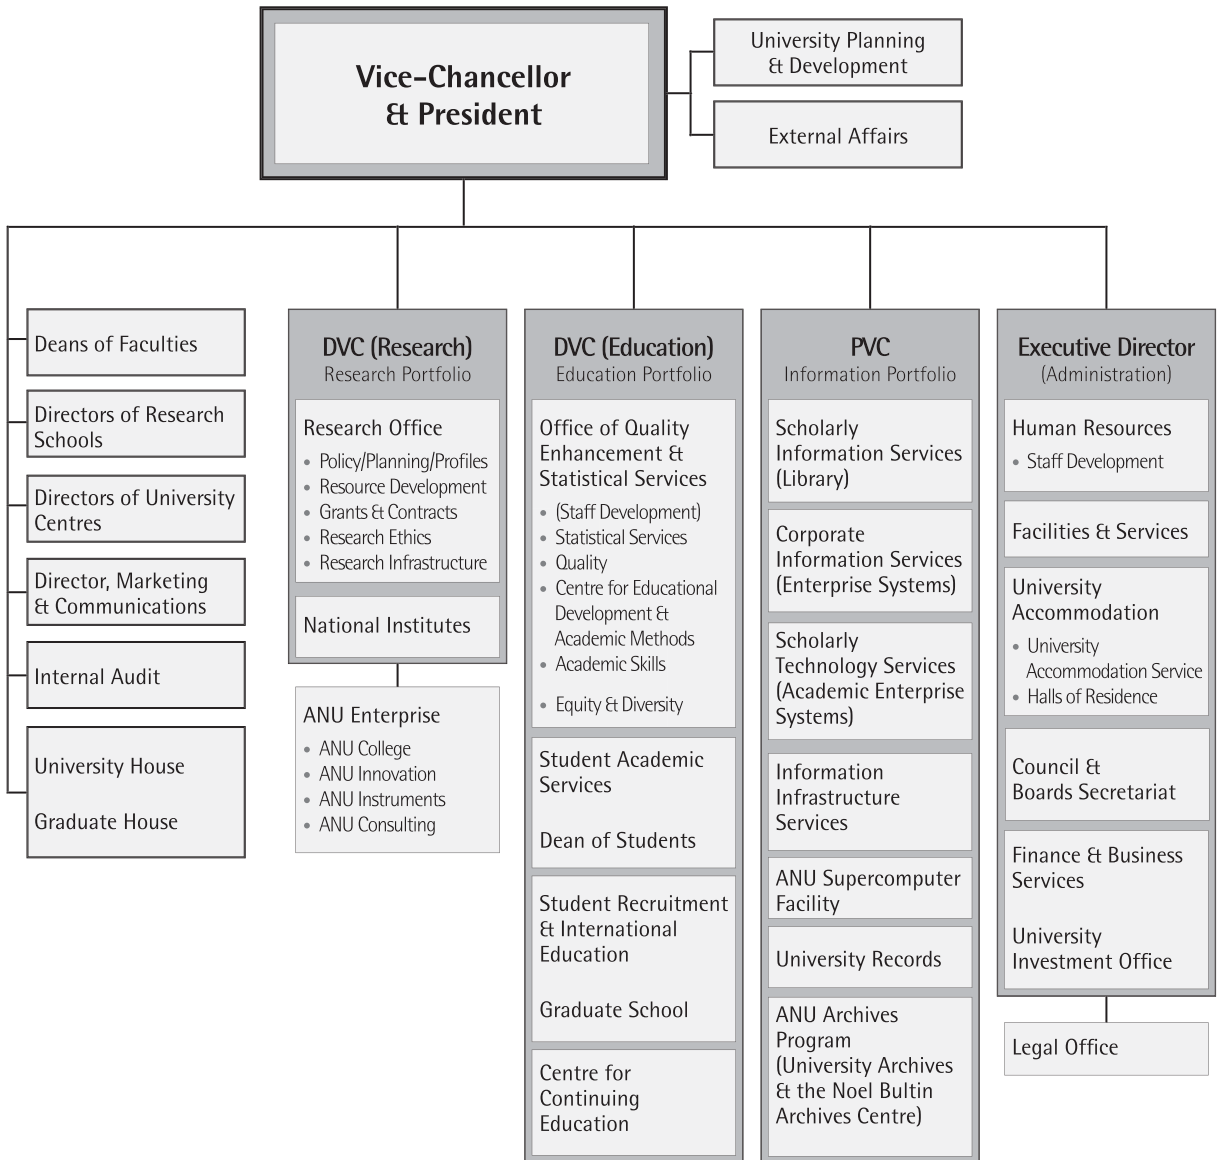 Vice-Chancellor
& President
University Planning
& Development
External Affairs
Deans of Faculties
Directors of Research
Schools
Directors of University
Centres
Director, Marketing
& Communications
Internal Audit
University House
Graduate House
DVC (Research)
Research Portfolio
Research Office
• Policy/Planning/Profiles
• Resource Development
• Grants & Contracts
• Research Ethics
• Research Infrastructure
National Institutes
ANU Enterprise
• ANU College
• ANU Innovation
• ANU Instruments
• ANU Consulting
DVC (Education)
Education Portfolio
Office of Quality
Enhancement &
Statistical Services
• (Staff Development)
• Statistical Services
• Quality
• Centre for Educational
Development &
Academic Methods
• Academic Skills
• Equity & Diversity
Student Academic
Services
Dean of Students
Student Recruitment
& International
Education
Graduate School
Centre for
Continuing
Education
PVC
Information Portfolio
Scholarly
Information Services
(Library)
Corporate
Information Services
(Enterprise Systems)
Scholarly
Technology Services
(Academic Enterprise
Systems)
Information
Infrastructure
Services
ANU Supercomputer
Facility
University Records
ANU Archives
Program
(University Archives
& the Noel Bultin
Archives Centre)
Executive Director
(Administration)
Human Resources
• Staff Development
Facilities & Services
University
Accommodation
• University
Accommodation Service
• Halls of Residence
Council &
Boards Secretariat
Finance & Business
Services
University
Investment Office
Legal Office